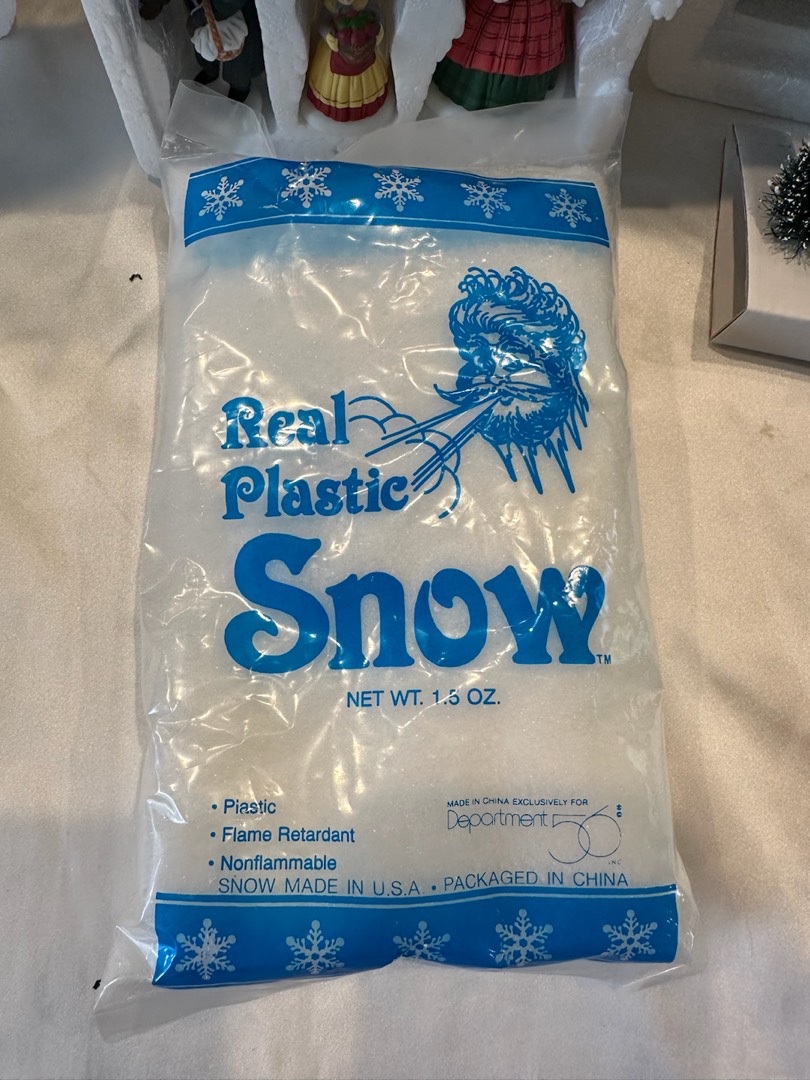 Real
Plastic
Snow™
NET WT. 1.5 OZ.
• Plastic
• Flame Retardant
• Nonflammable
MADE IN CHINA EXCLUSIVELY FOR
Department 56®
INC
SNOW MADE IN U.S.A. • PACKAGED IN CHINA